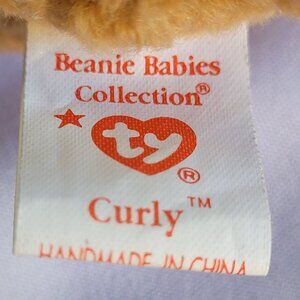 Beanie Babies
Collection®
ty®
Curly™
HANDMADE IN CHINA